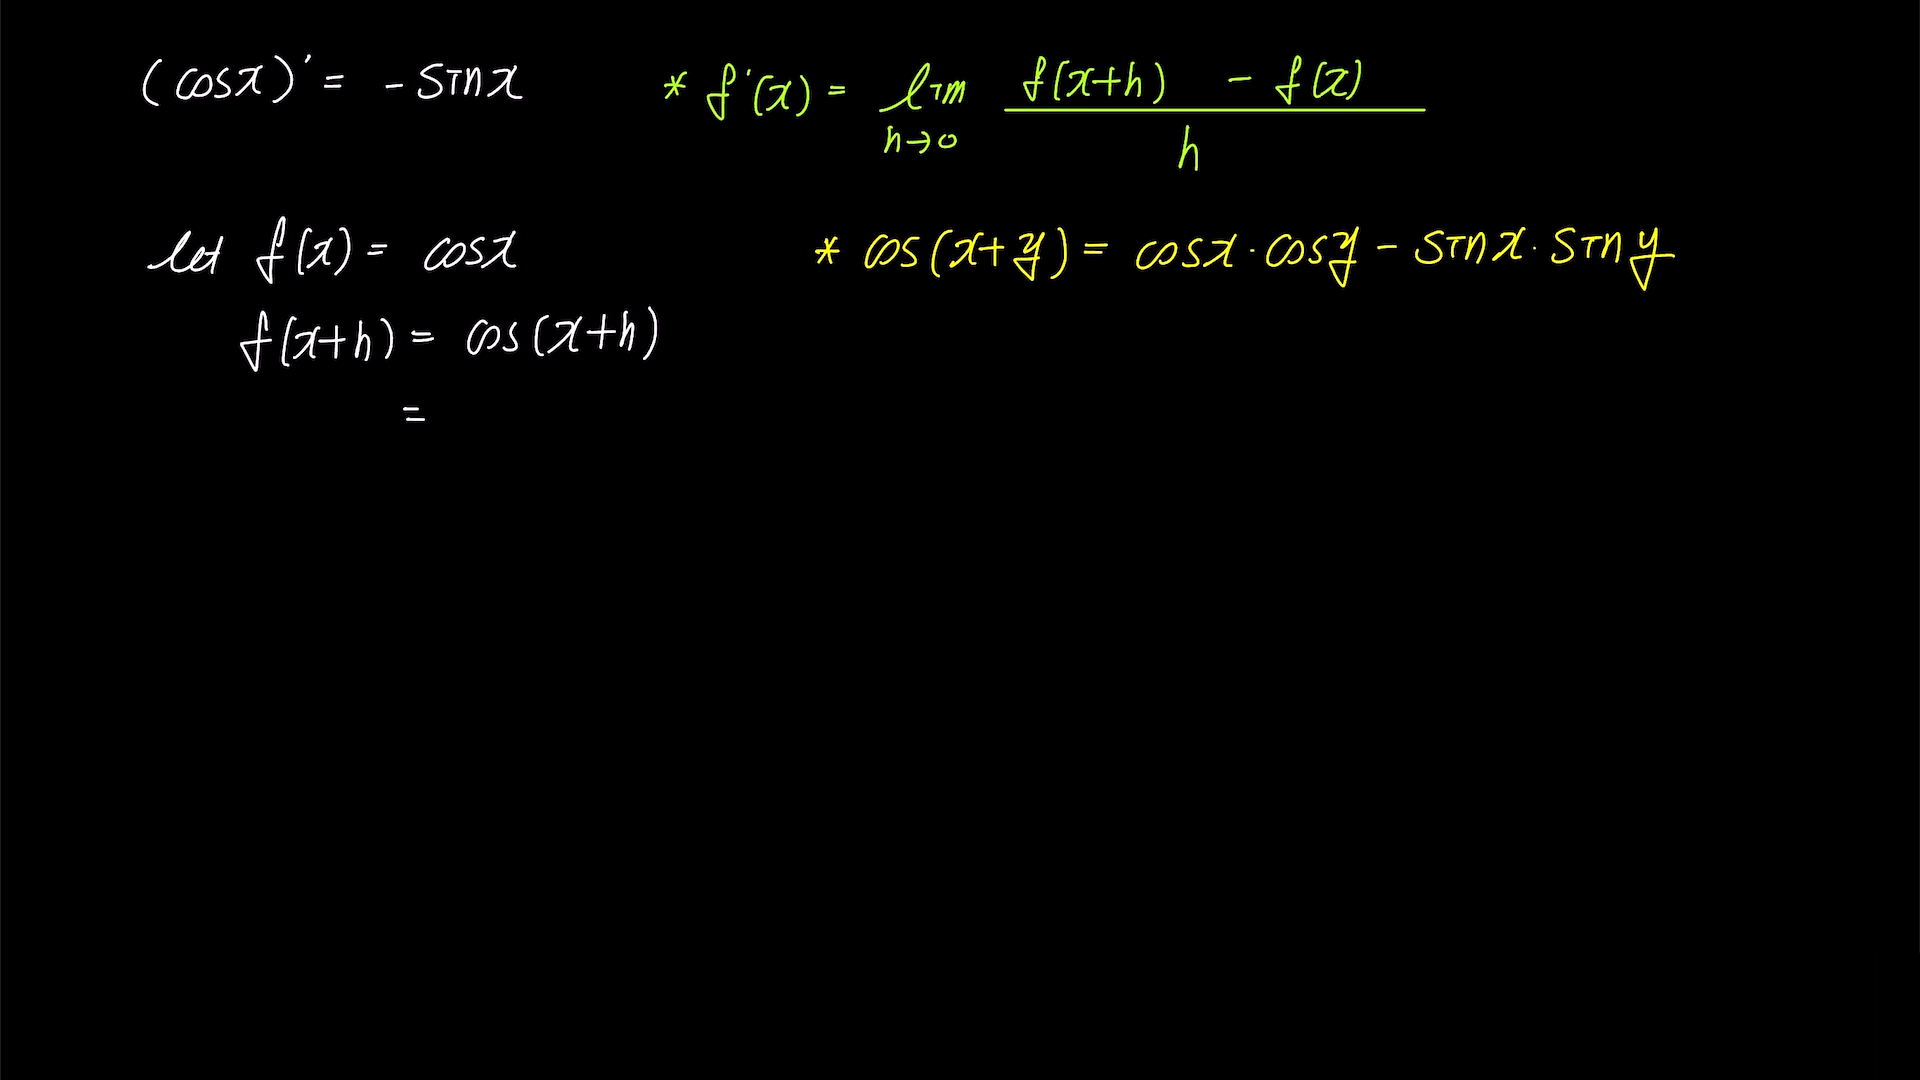 (cosx)' = - sinx
* f'(x) = lim h→0 f(x+h) - f(x) / h
let f(x) = cosx
* cos(x+y) = cosx · cosy - sinx · siny
f(x+h) = cos(x+h)
=